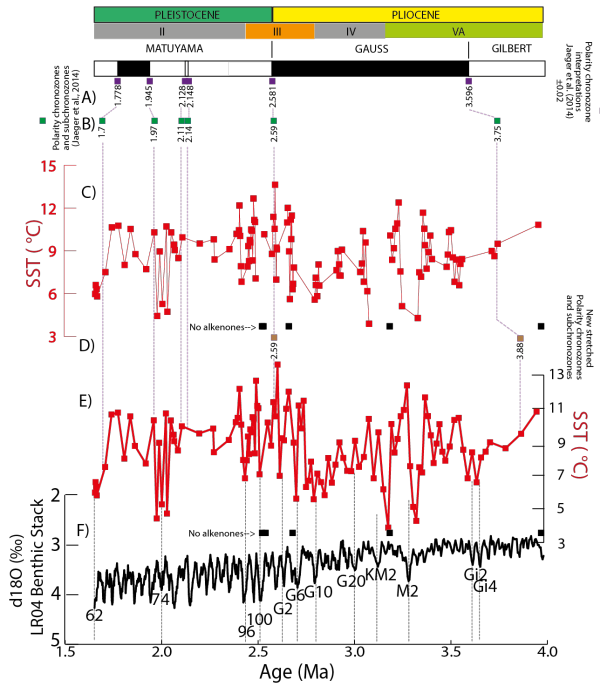 PLEISTOCENE
PLIOCENE
II
III
IV
VA
MATUYAMA
GAUSS
GILBERT
Polarity chronozones
and subchronozones
(Jaeger et al., 2014)
Polarity chronozones
interpretations
Jaeger et al. (2014)
±0.02
A)
1.778
1.945
2.128
2.148
2.581
3.596
B)
1.7
1.97
2.11
2.14
2.59
3.75
15
12
9
6
3
SST ( °C)
C)
No alkenones-->
New stretched
Polarity chronozones
and subchronozones
D)
2.59
3.88
E)
13
11
9
7
5
3
SST ( °C)
F)
No alkenones->
2
3
4
5
d18O (‰)
LR04 Benthic Stack
62
74
96
100
G2
G6
G10
G20
KM2
M2
Gi2
Gi4
1.5
2.0
2.5
3.0
3.5
4.0
Age (Ma)